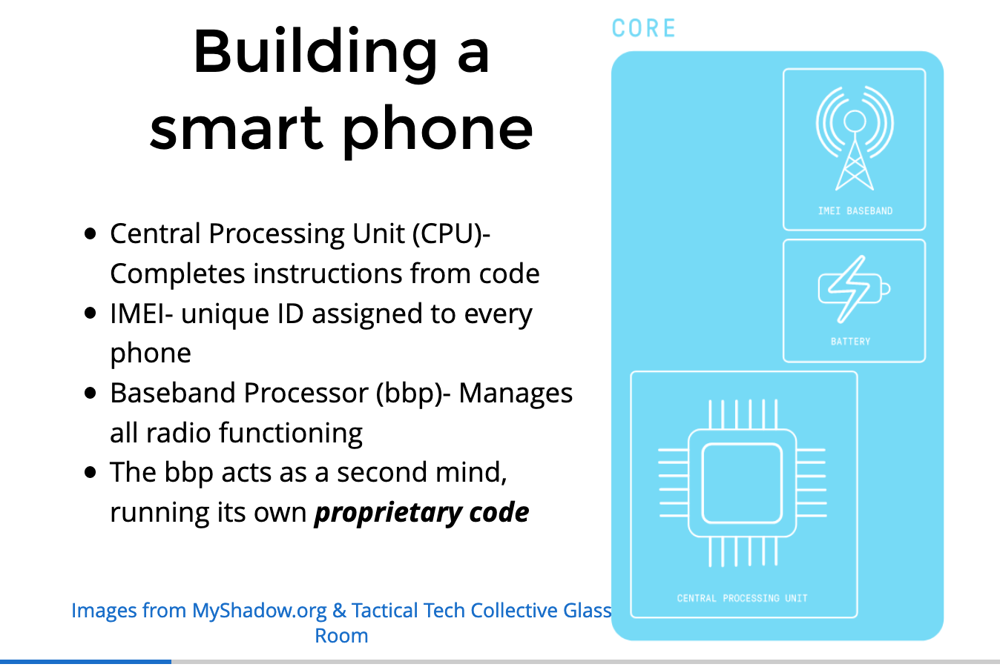 Building a
smart phone
Central Processing Unit (CPU)-
Completes instructions from code
IMEI- unique ID assigned to every
phone
Baseband Processor (bbp)- Manages
all radio functioning
The bbp acts as a second mind,
running its own proprietary code
Images from MyShadow.org & Tactical Tech Collective Glass
Room
CORE
IMEI BASEBAND
BATTERY
CENTRAL PROCESSING UNIT